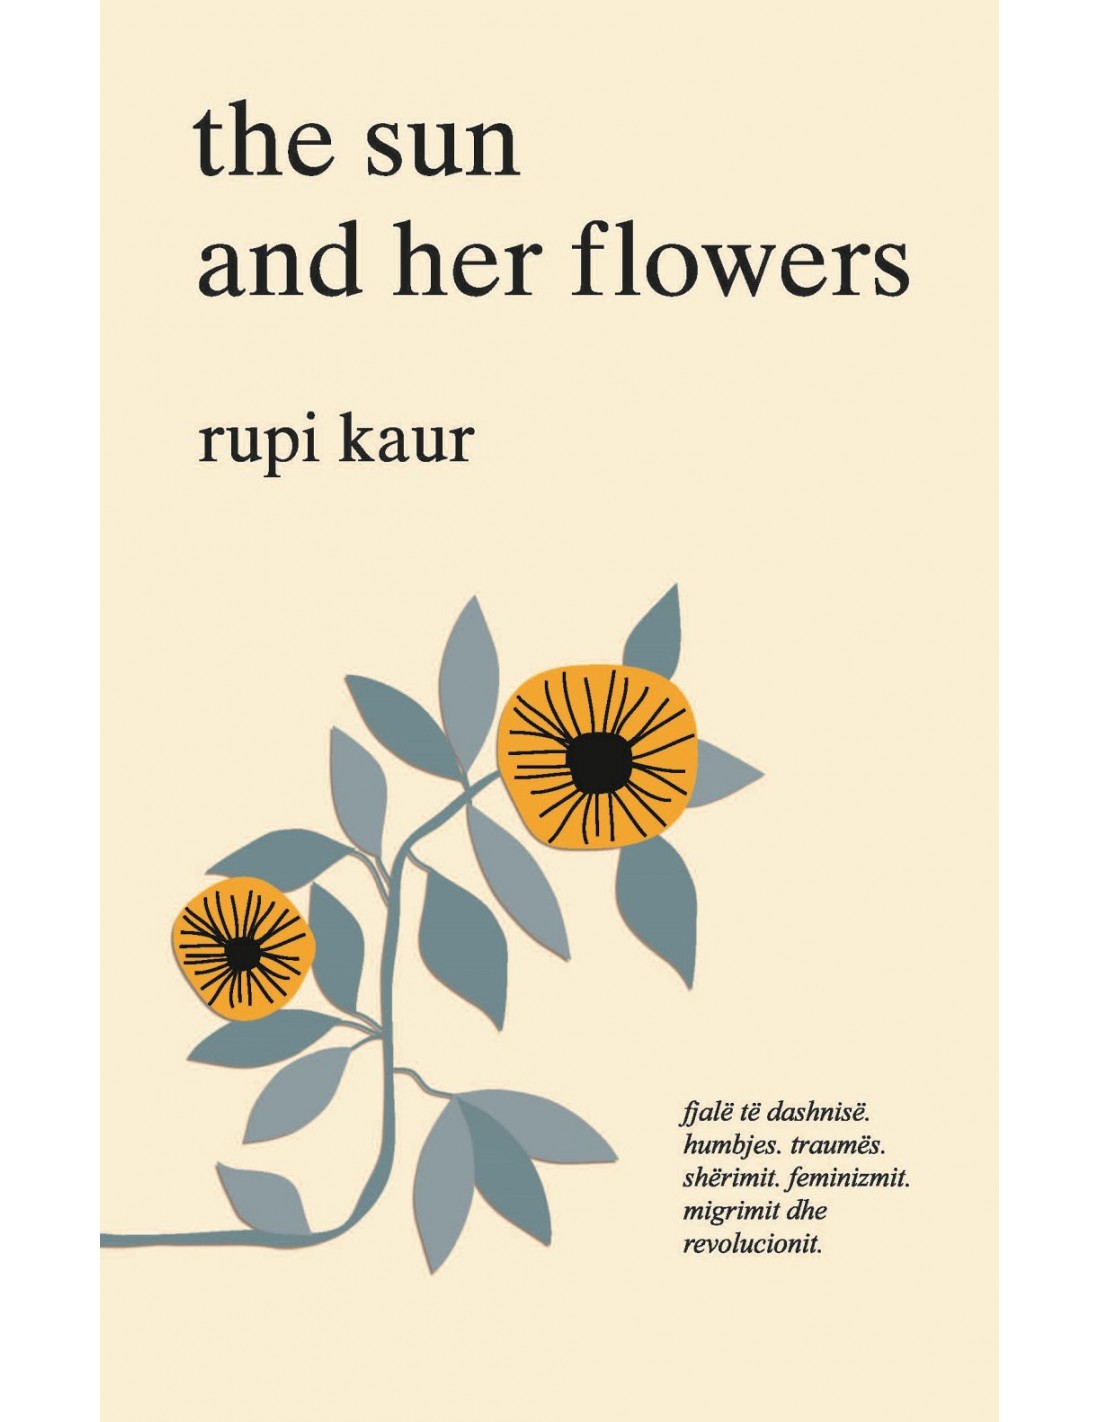 the sun
and her flowers
rupi kaur
fjalë të dashnisë.
humbjes. traumës.
shërimit. feminizmit.
migrimit dhe
revolucionit.